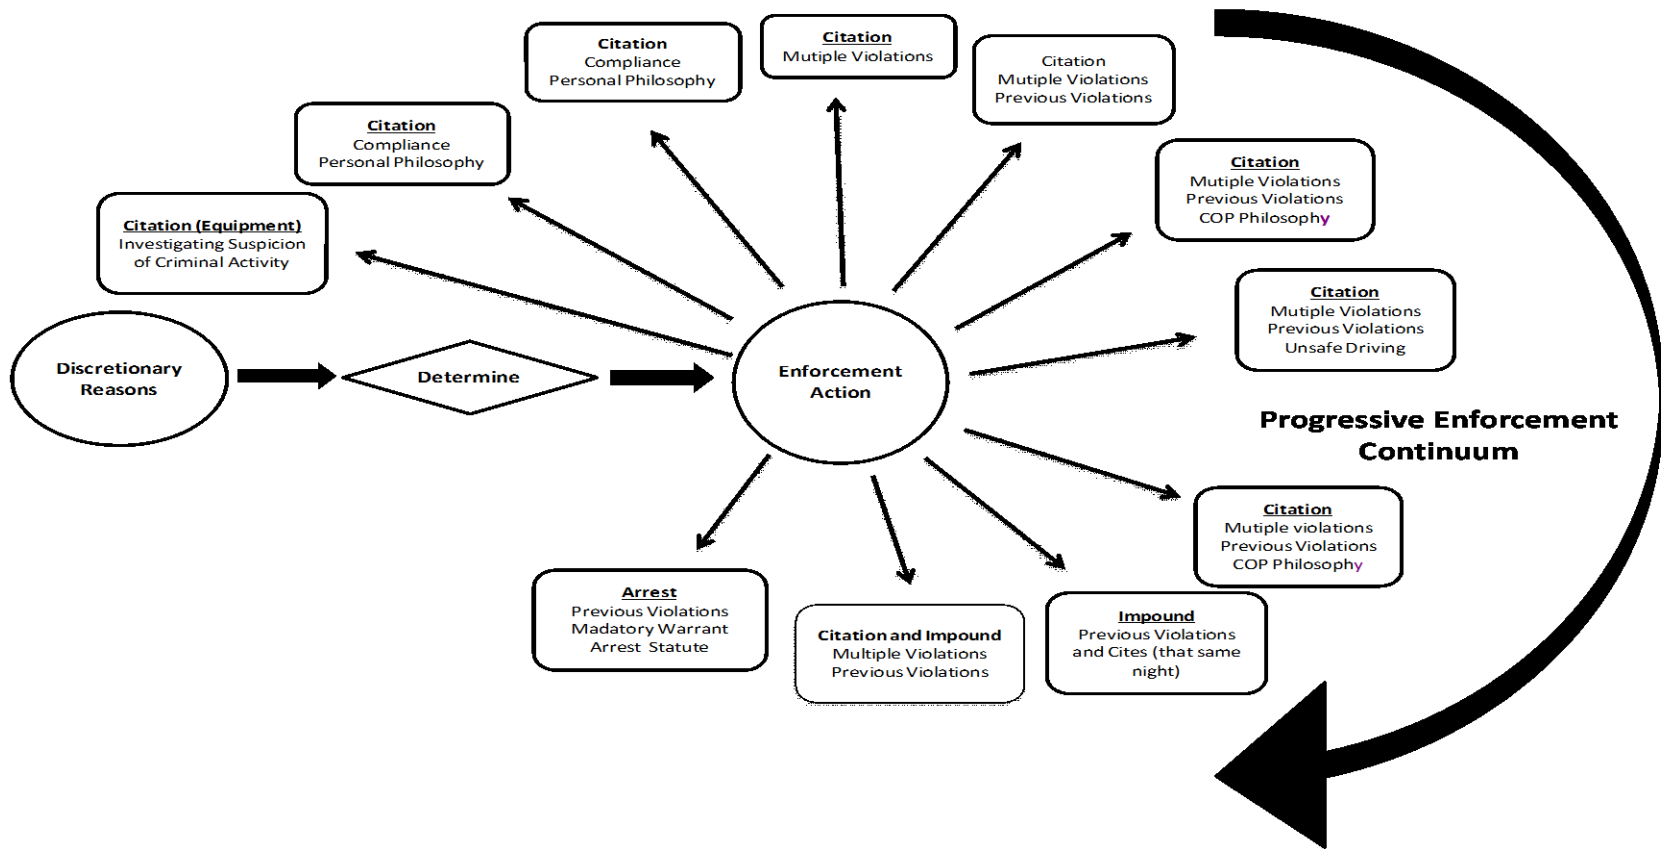 Citation
Compliance
Personal Philosophy
Citation
Mutiple Violations
Citation
Mutiple Violations
Previous Violations
Citation
Compliance
Personal Philosophy
Citation
Mutiple Violations
Previous Violations
COP Philosophy
Citation (Equipment)
Investigating Suspicion
of Criminal Activity
Citation
Mutiple Violations
Previous Violations
Unsafe Driving
Discretionary
Reasons
Determine
Enforcement
Action
Progressive Enforcement
Continuum
Citation
Mutiple violations
Previous Violations
COP Philosophy
Arrest
Previous Violations
Madatory Warrant
Arrest Statute
Citation and Impound
Multiple Violations
Previous Violations
Impound
Previous Violations
and Cites (that same
night)